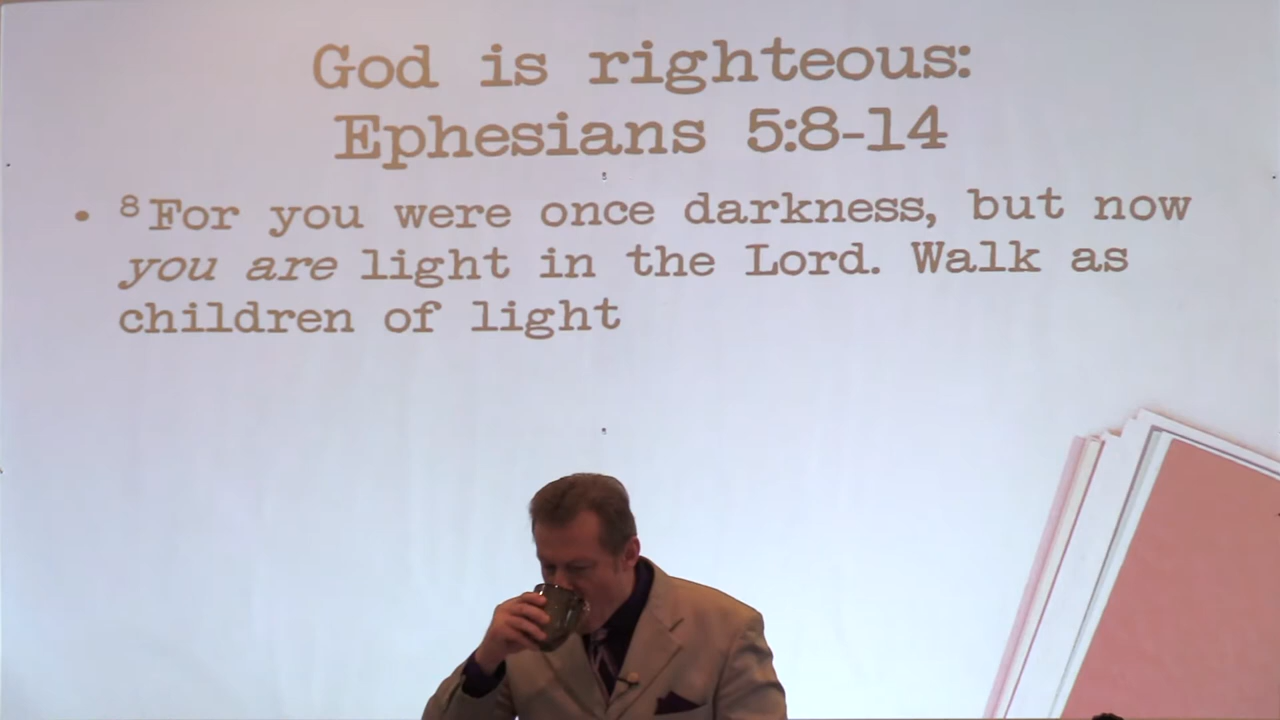 God is righteous:
Ephesians 5:8-14
• ⁸For you were once darkness, but now
you are light in the Lord. Walk as
children of light